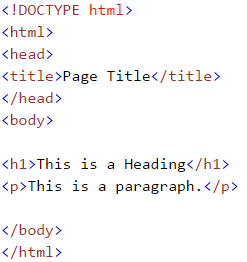 <!DOCTYPE html>
<html>
<head>
<title>Page Title</title>
</head>
<body>

<h1>This is a Heading</h1>
<p>This is a paragraph.</p>

</body>
</html>